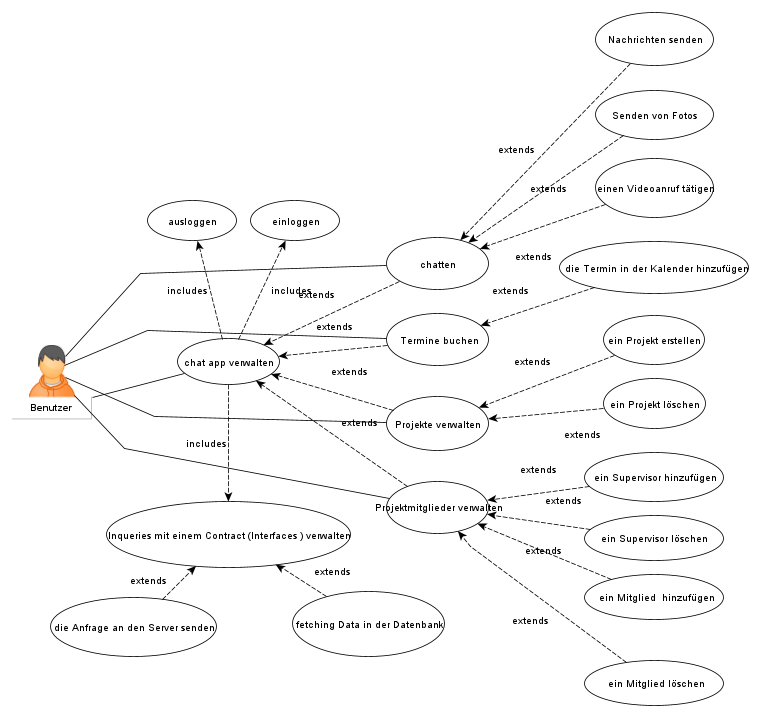 Nachrichten senden
Senden von Fotos
extends
einen Videoanruf tätigen
extends
ausloggen
einloggen
chatten
extends
die Termin in der Kalender hinzufügen
includes
includes
extends
extends
extends
Termine buchen
ein Projekt erstellen
chat app verwalten
extends
extends
Benutzer
ein Projekt löschen
Projekte verwalten
extends
extends
includes
extends
ein Supervisor hinzufügen
extends
Projektmitglieder verwalten
Inqueries mit einem Contract (Interfaces ) verwalten
ein Supervisor löschen
extends
extends
extends
ein Mitglied hinzufügen
extends
die Anfrage an den Server senden
fetching Data in der Datenbank
ein Mitglied löschen